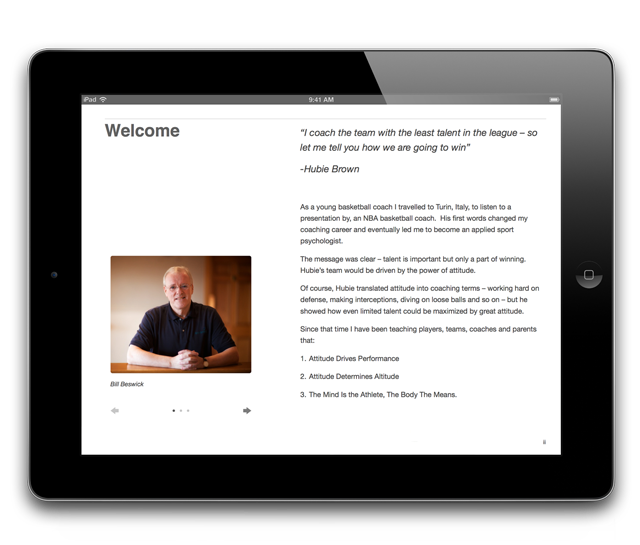 iPad
9:41 AM
Welcome
“I coach the team with the least talent in the league – so
let me tell you how we are going to win”
-Hubie Brown
As a young basketball coach I travelled to Turin, Italy, to listen to a
presentation by, an NBA basketball coach.  His first words changed my
coaching career and eventually led me to become an applied sport
psychologist.
The message was clear – talent is important but only a part of winning.
Hubie’s team would be driven by the power of attitude.
Of course, Hubie translated attitude into coaching terms – working hard on
defense, making interceptions, diving on loose balls and so on – but he
showed how even limited talent could be maximized by great attitude.
Since that time I have been teaching players, teams, coaches and parents
that:
1. Attitude Drives Performance
2. Attitude Determines Altitude
3. The Mind is the Athlete, The Body The Means.
Bill Beswick
ii